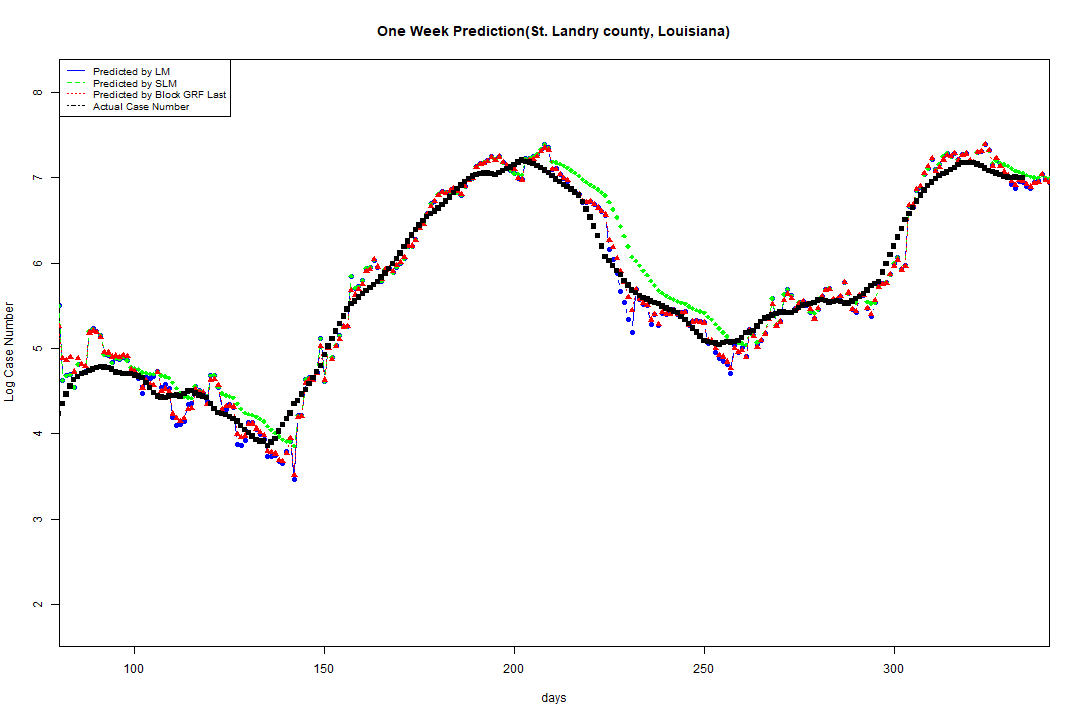 One Week Prediction(St. Landry county, Louisiana)
Predicted by LM
Predicted by SLM
Predicted by Block GRF Last
Actual Case Number
8
7
6
5
4
3
2
Log Case Number
100 150 200 250 300
days